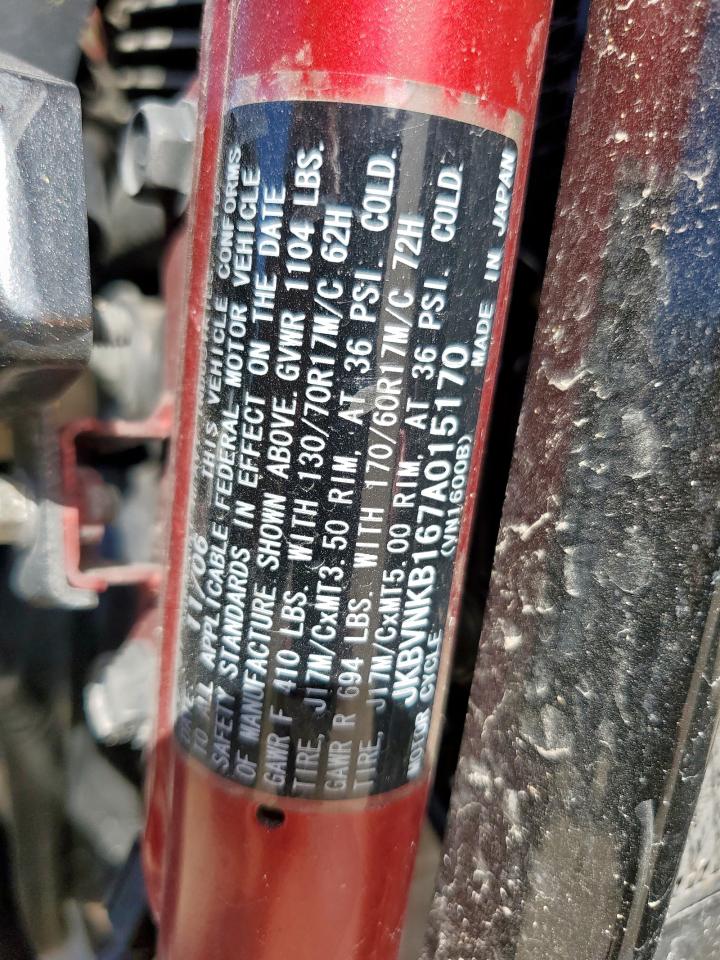 11/06 THIS VEHICLE CONFORMS
TO ALL APPLICABLE FEDERAL MOTOR VEHICLE
SAFETY STANDARDS IN EFFECT ON THE DATE
OF MANUFACTURE SHOWN ABOVE. GVWR 1104 LBS.
GAWR F 410 LBS. WITH 130/70R17M/C 62H
TIRE, J17M/CxMT3.50 RIM, AT 36 PSI. COLD.
GAWR R 694 LBS. WITH 170/60R17M/C 72H
TIRE, J17M/CxMT5.00 RIM, AT 36 PSI. COLD.
JKBVNKB167A015170
MOTOR CYCLE (VN1600B) MADE IN JAPAN